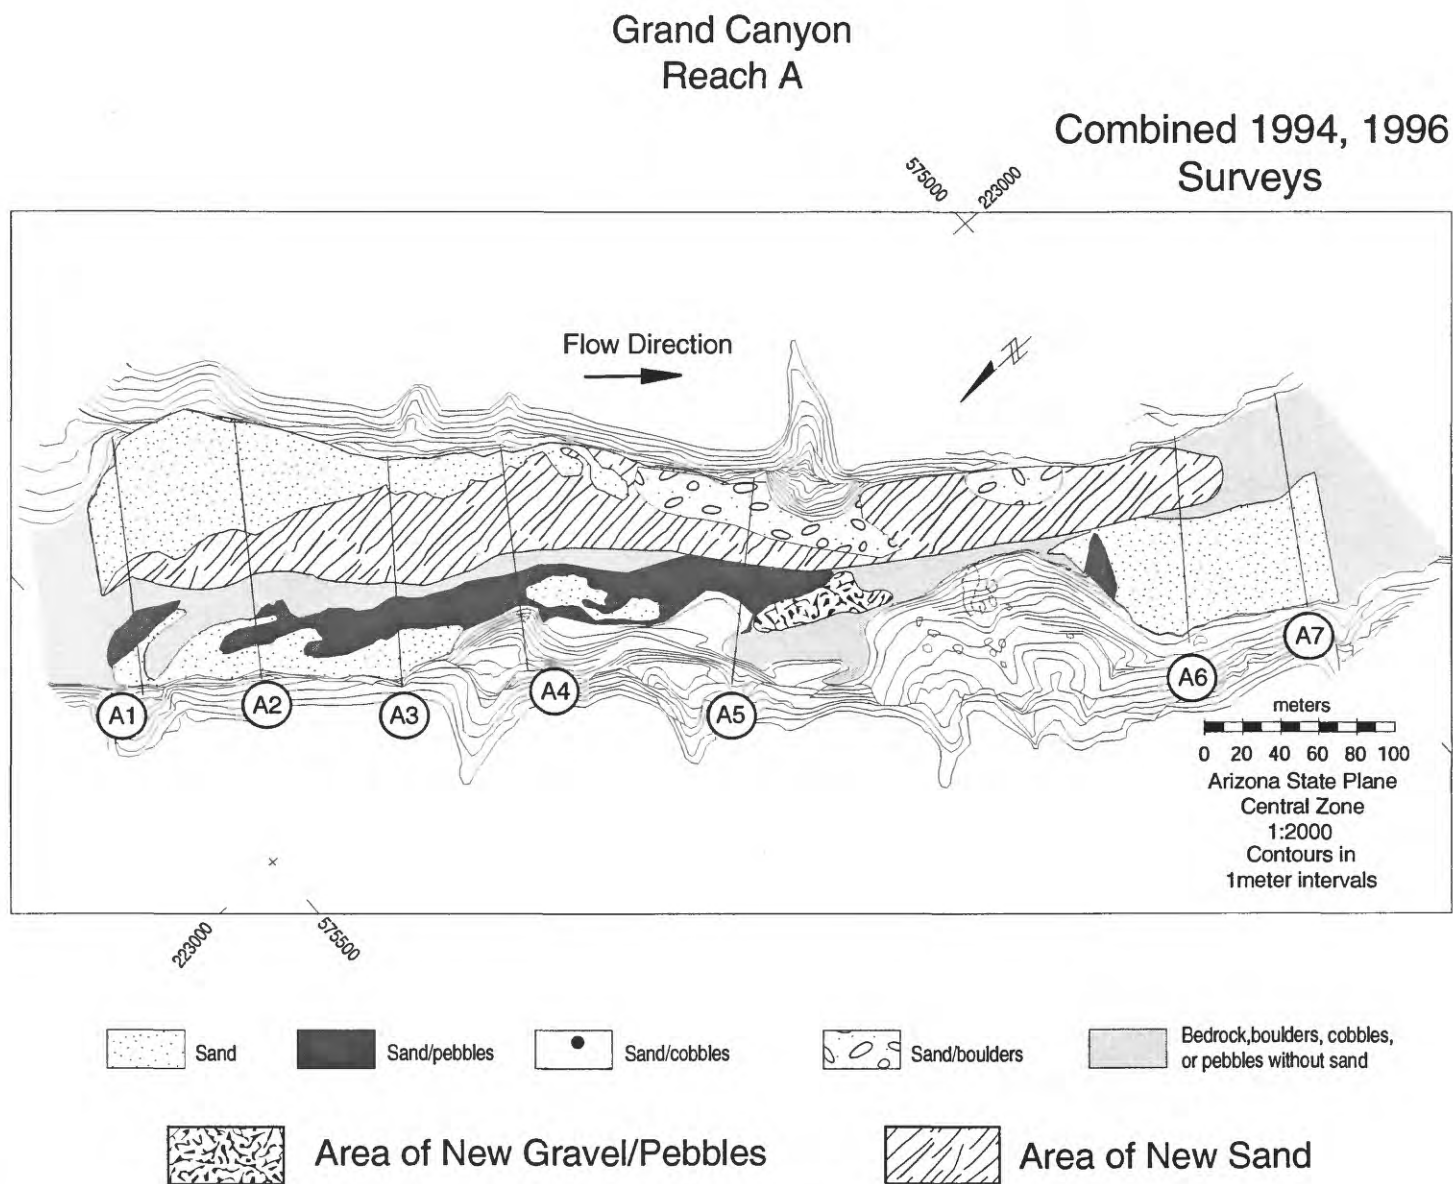 Grand Canyon
Reach A
Combined 1994, 1996
Surveys
575000
223000
Flow Direction
N
A1
A2
A3
A4
A5
A6
A7
meters
0 20 40 60 80 100
Arizona State Plane
Central Zone
1:2000
Contours in
1meter intervals
223000
575500
Sand
Sand/pebbles
Sand/cobbles
Sand/boulders
Bedrock,boulders, cobbles,
or pebbles without sand
Area of New Gravel/Pebbles
Area of New Sand